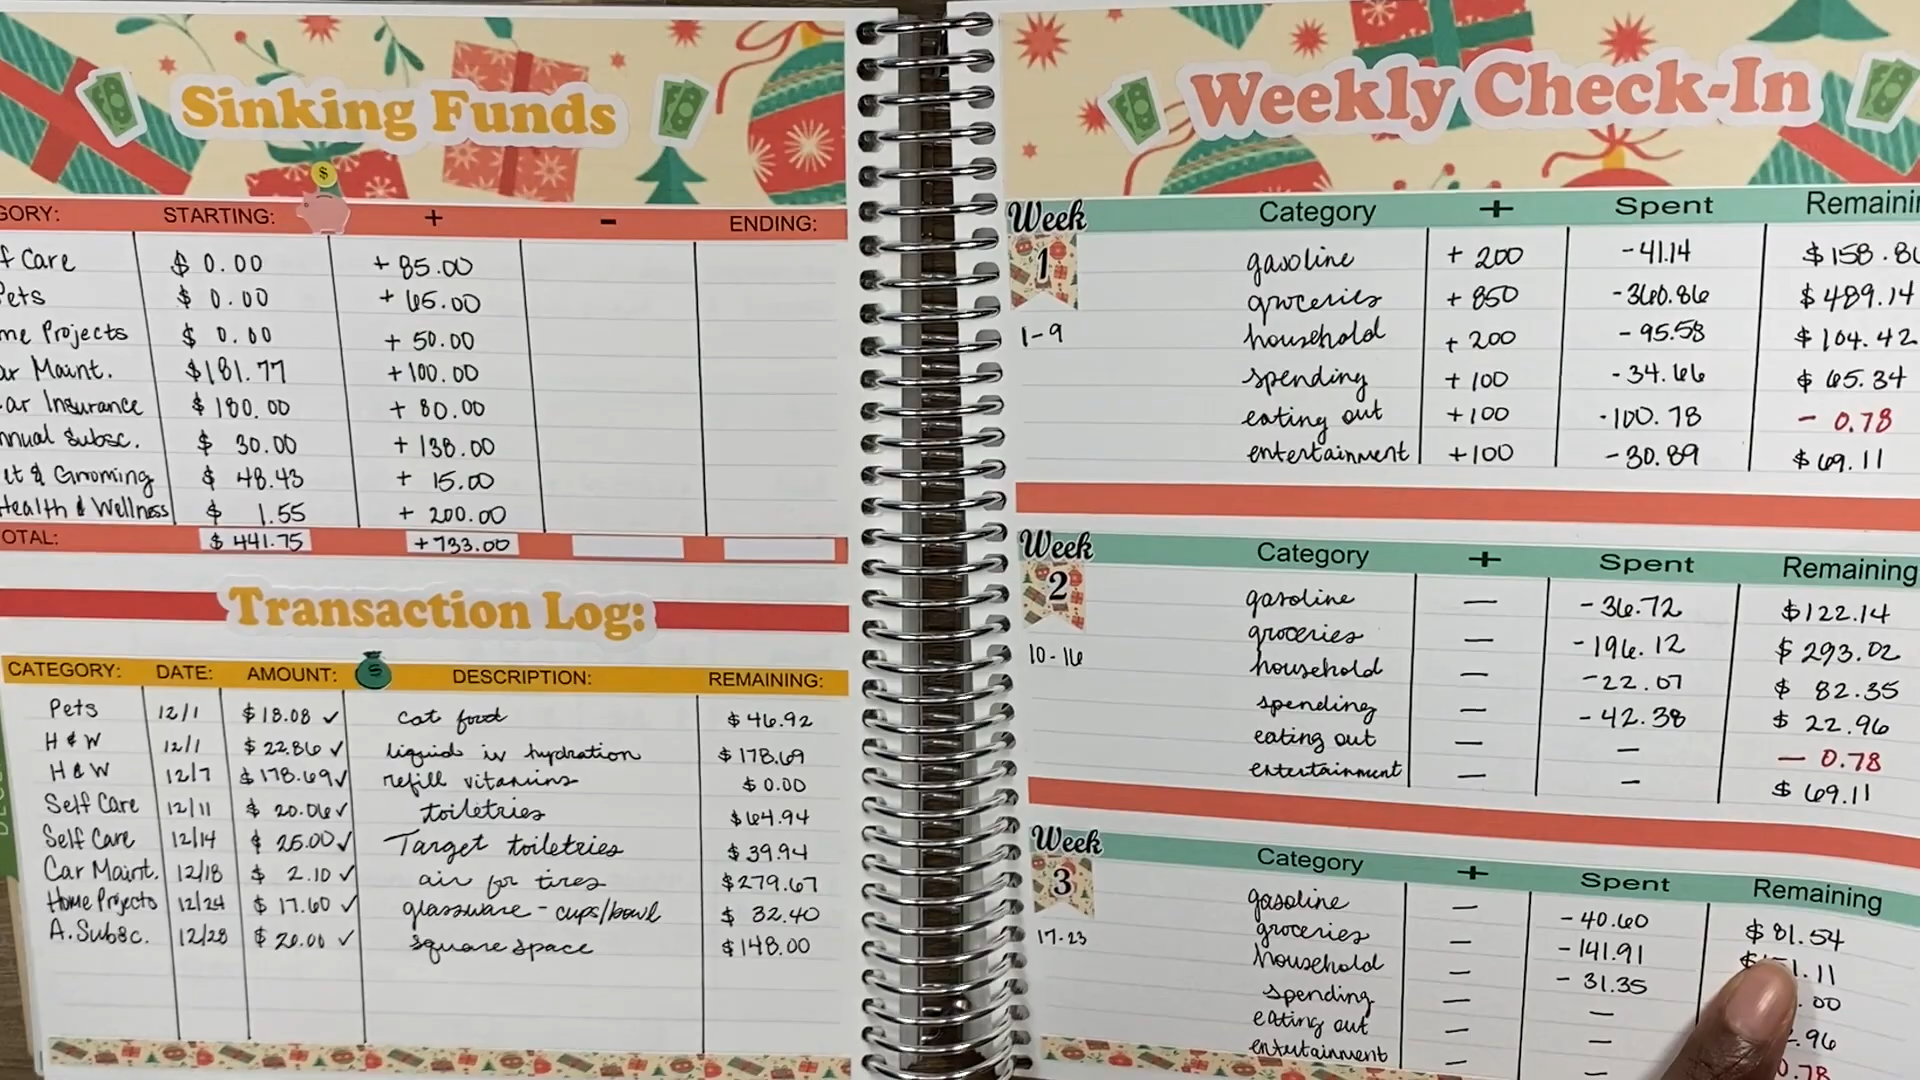 Sinking Funds
GORY: STARTING: + - ENDING:
f Care $ 0.00 + 85.00
Pets $ 0.00 + 65.00
me Projects $ 0.00 + 50.00
ar Maint. $181.77 +100.00
ar Insurance $ 180.00 + 80.00
nnual Subsc. $ 30.00 + 138.00
et & Grooming $ 48.43 + 15.00
Health & Wellness $ 1.55 + 200.00
OTAL: $ 441.75 +733.00
Transaction Log:
CATEGORY: DATE: AMOUNT: $ DESCRIPTION: REMAINING:
Pets 12/1 $18.08 ✓ cat food $46.92
H & W 12/1 $22.86 ✓ liquid iv hydration $178.69
H & W 12/7 $178.69 ✓ refill vitamins $ 0.00
Self Care 12/11 $ 20.06 ✓ toiletries $64.94
Self Care 12/14 $ 25.00 ✓ Target toiletries $39.94
Car Maint. 12/18 $ 2.10 ✓ air for tires $279.67
Home Projects 12/24 $ 17.60 ✓ glassware - cups/bowl $ 32.40
A. Subsc. 12/28 $ 20.00 ✓ square space $148.00
Weekly Check-In
Week 1 Category + Spent Remainin
1-9
gasoline + 200 -41.14 $158.86
groceries + 850 -360.86 $489.14
household + 200 - 95.58 $104.42
spending + 100 -34.66 $ 65.34
eating out +100 -100.78 - 0.78
entertainment +100 -30.89 $69.11
Week 2 Category + Spent Remaining
10-16
gasoline — - 36.72 $122.14
groceries — -196.12 $ 293.02
household — -22.07 $ 82.35
spending — - 42.38 $ 22.96
eating out — — - 0.78
entertainment — — $ 69.11
Week 3 Category + Spent Remaining
17-23
gasoline — - 40.60 $81.54
groceries — - 141.91 $ 1.11
household — - 31.35 .00
spending — — .96
eating out — — 0.78
entertainment — —